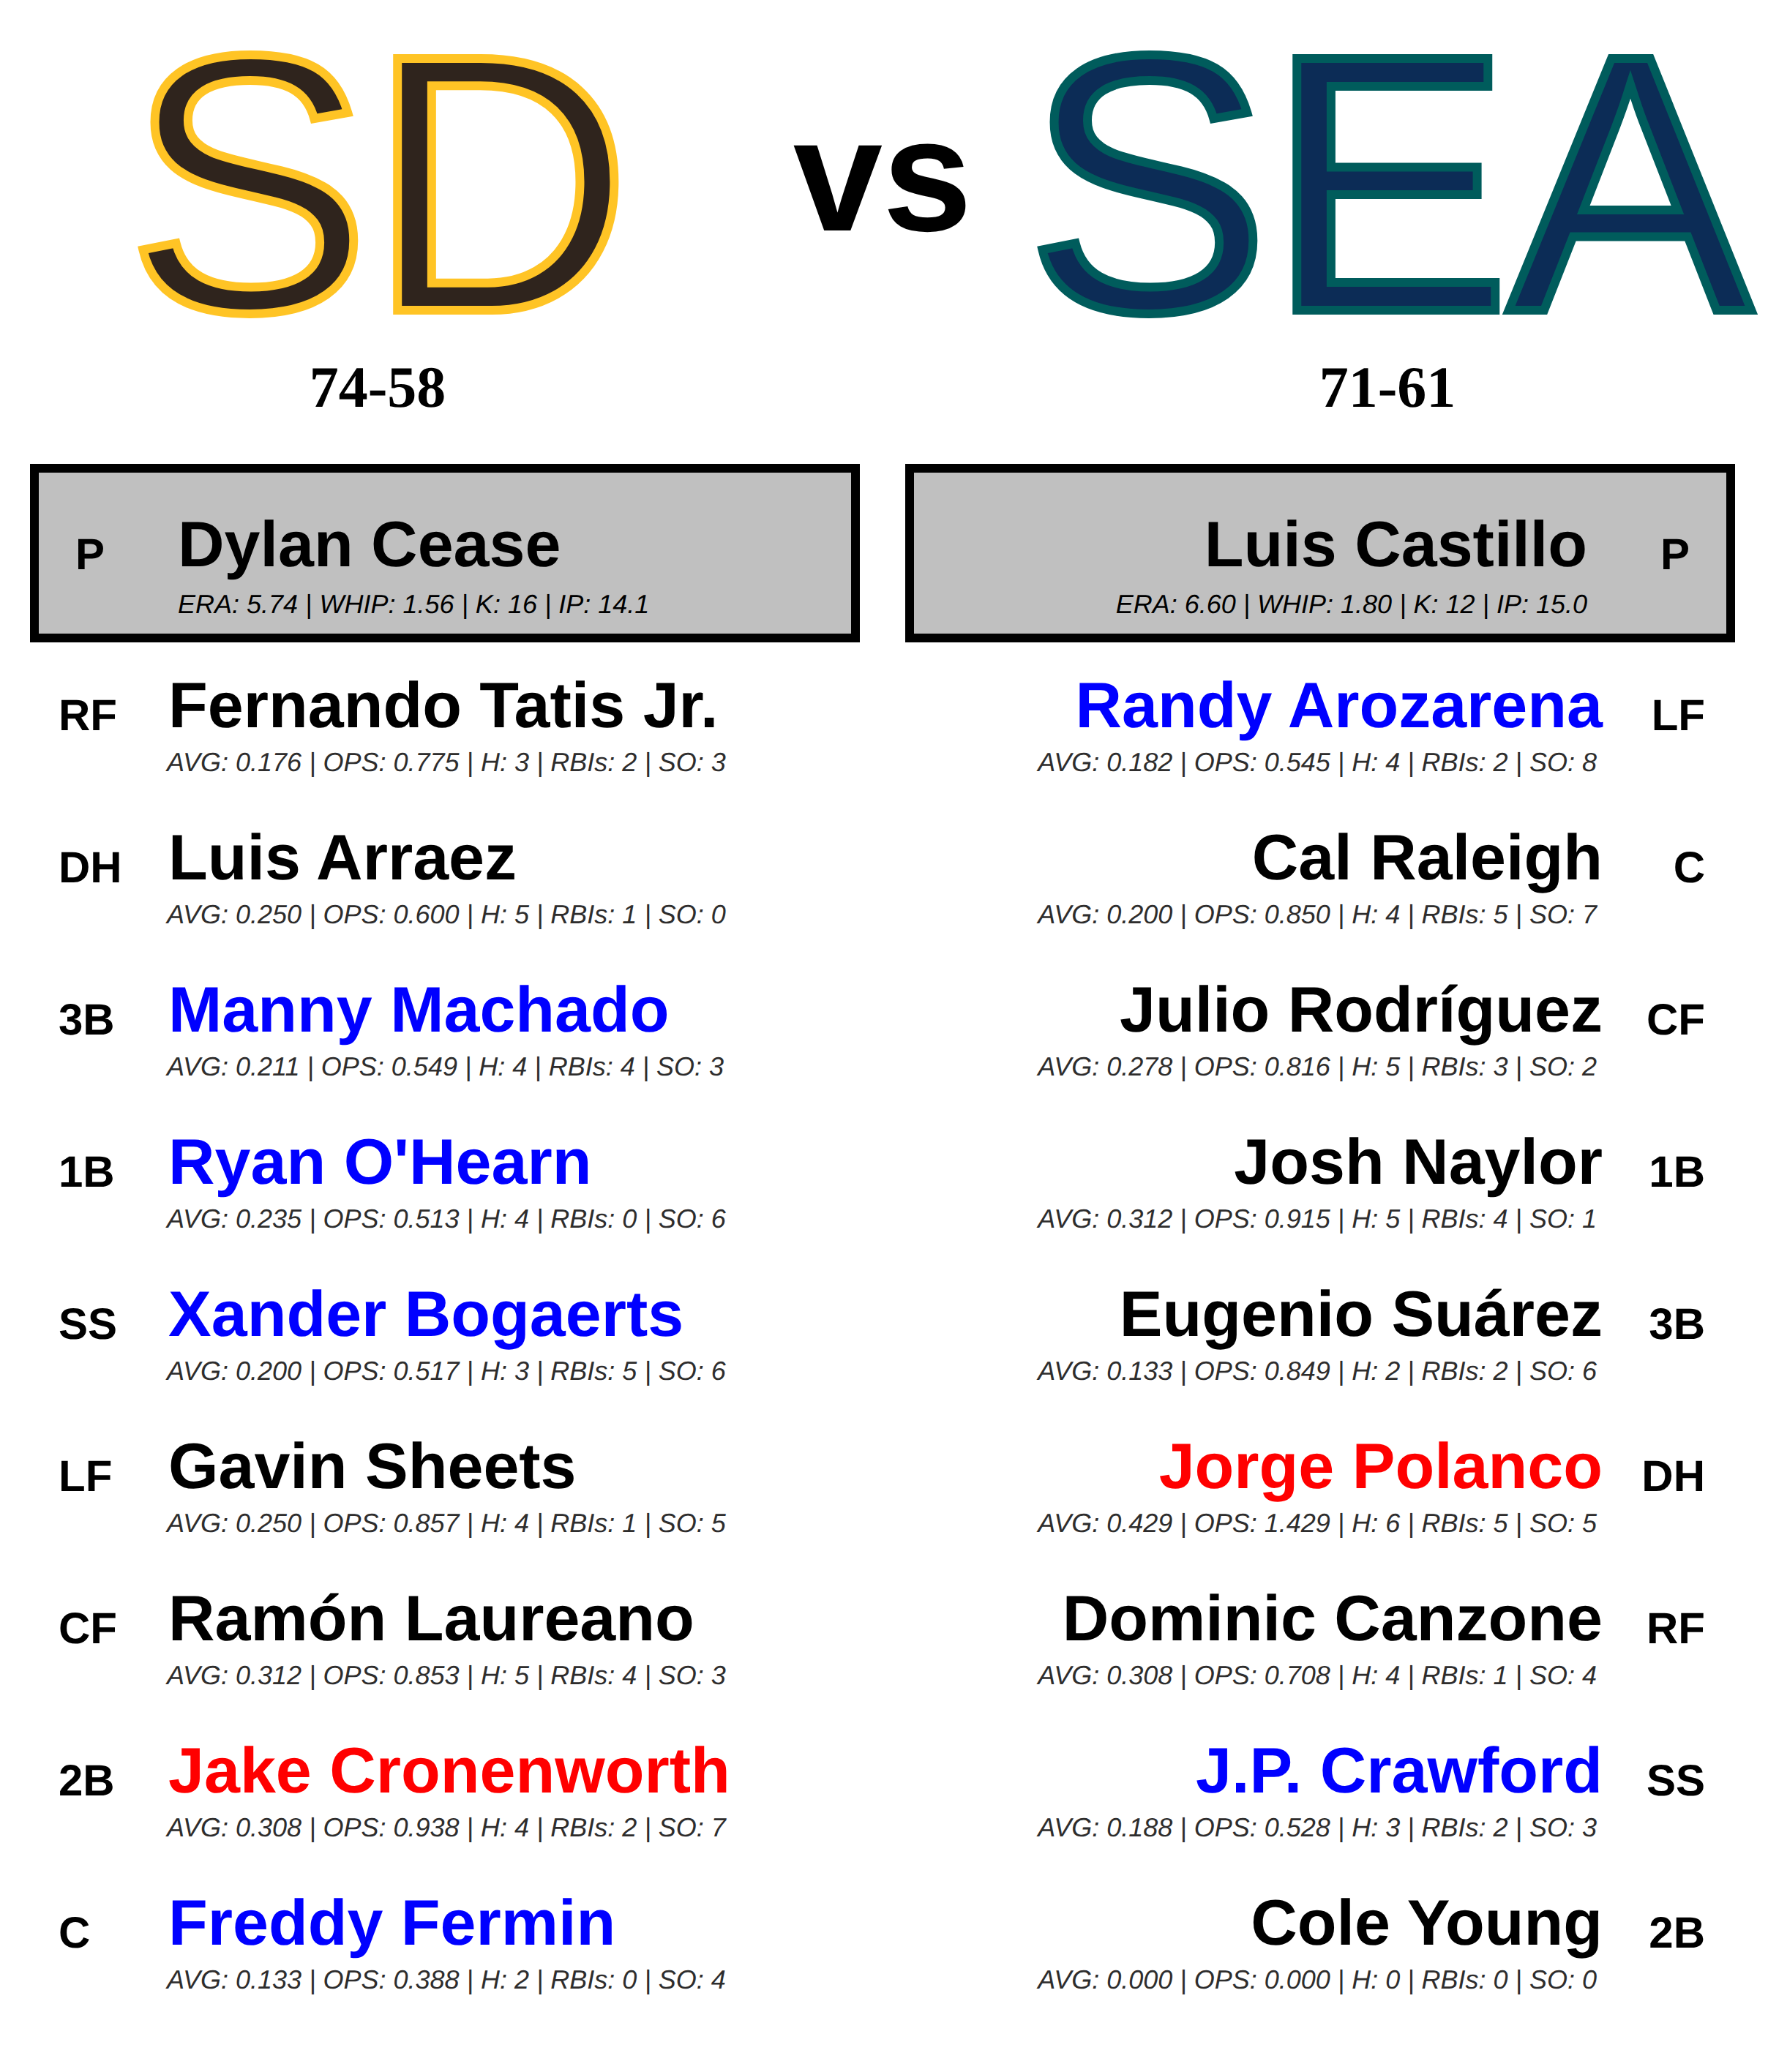 SD vs SEA
74-58 71-61
P Dylan Cease
ERA: 5.74 | WHIP: 1.56 | K: 16 | IP: 14.1
Luis Castillo P
ERA: 6.60 | WHIP: 1.80 | K: 12 | IP: 15.0
RF Fernando Tatis Jr.
AVG: 0.176 | OPS: 0.775 | H: 3 | RBIs: 2 | SO: 3
DH Luis Arraez
AVG: 0.250 | OPS: 0.600 | H: 5 | RBIs: 1 | SO: 0
3B Manny Machado
AVG: 0.211 | OPS: 0.549 | H: 4 | RBIs: 4 | SO: 3
1B Ryan O'Hearn
AVG: 0.235 | OPS: 0.513 | H: 4 | RBIs: 0 | SO: 6
SS Xander Bogaerts
AVG: 0.200 | OPS: 0.517 | H: 3 | RBIs: 5 | SO: 6
LF Gavin Sheets
AVG: 0.250 | OPS: 0.857 | H: 4 | RBIs: 1 | SO: 5
CF Ramón Laureano
AVG: 0.312 | OPS: 0.853 | H: 5 | RBIs: 4 | SO: 3
2B Jake Cronenworth
AVG: 0.308 | OPS: 0.938 | H: 4 | RBIs: 2 | SO: 7
C Freddy Fermin
AVG: 0.133 | OPS: 0.388 | H: 2 | RBIs: 0 | SO: 4
Randy Arozarena LF
AVG: 0.182 | OPS: 0.545 | H: 4 | RBIs: 2 | SO: 8
Cal Raleigh C
AVG: 0.200 | OPS: 0.850 | H: 4 | RBIs: 5 | SO: 7
Julio Rodríguez CF
AVG: 0.278 | OPS: 0.816 | H: 5 | RBIs: 3 | SO: 2
Josh Naylor 1B
AVG: 0.312 | OPS: 0.915 | H: 5 | RBIs: 4 | SO: 1
Eugenio Suárez 3B
AVG: 0.133 | OPS: 0.849 | H: 2 | RBIs: 2 | SO: 6
Jorge Polanco DH
AVG: 0.429 | OPS: 1.429 | H: 6 | RBIs: 5 | SO: 5
Dominic Canzone RF
AVG: 0.308 | OPS: 0.708 | H: 4 | RBIs: 1 | SO: 4
J.P. Crawford SS
AVG: 0.188 | OPS: 0.528 | H: 3 | RBIs: 2 | SO: 3
Cole Young 2B
AVG: 0.000 | OPS: 0.000 | H: 0 | RBIs: 0 | SO: 0